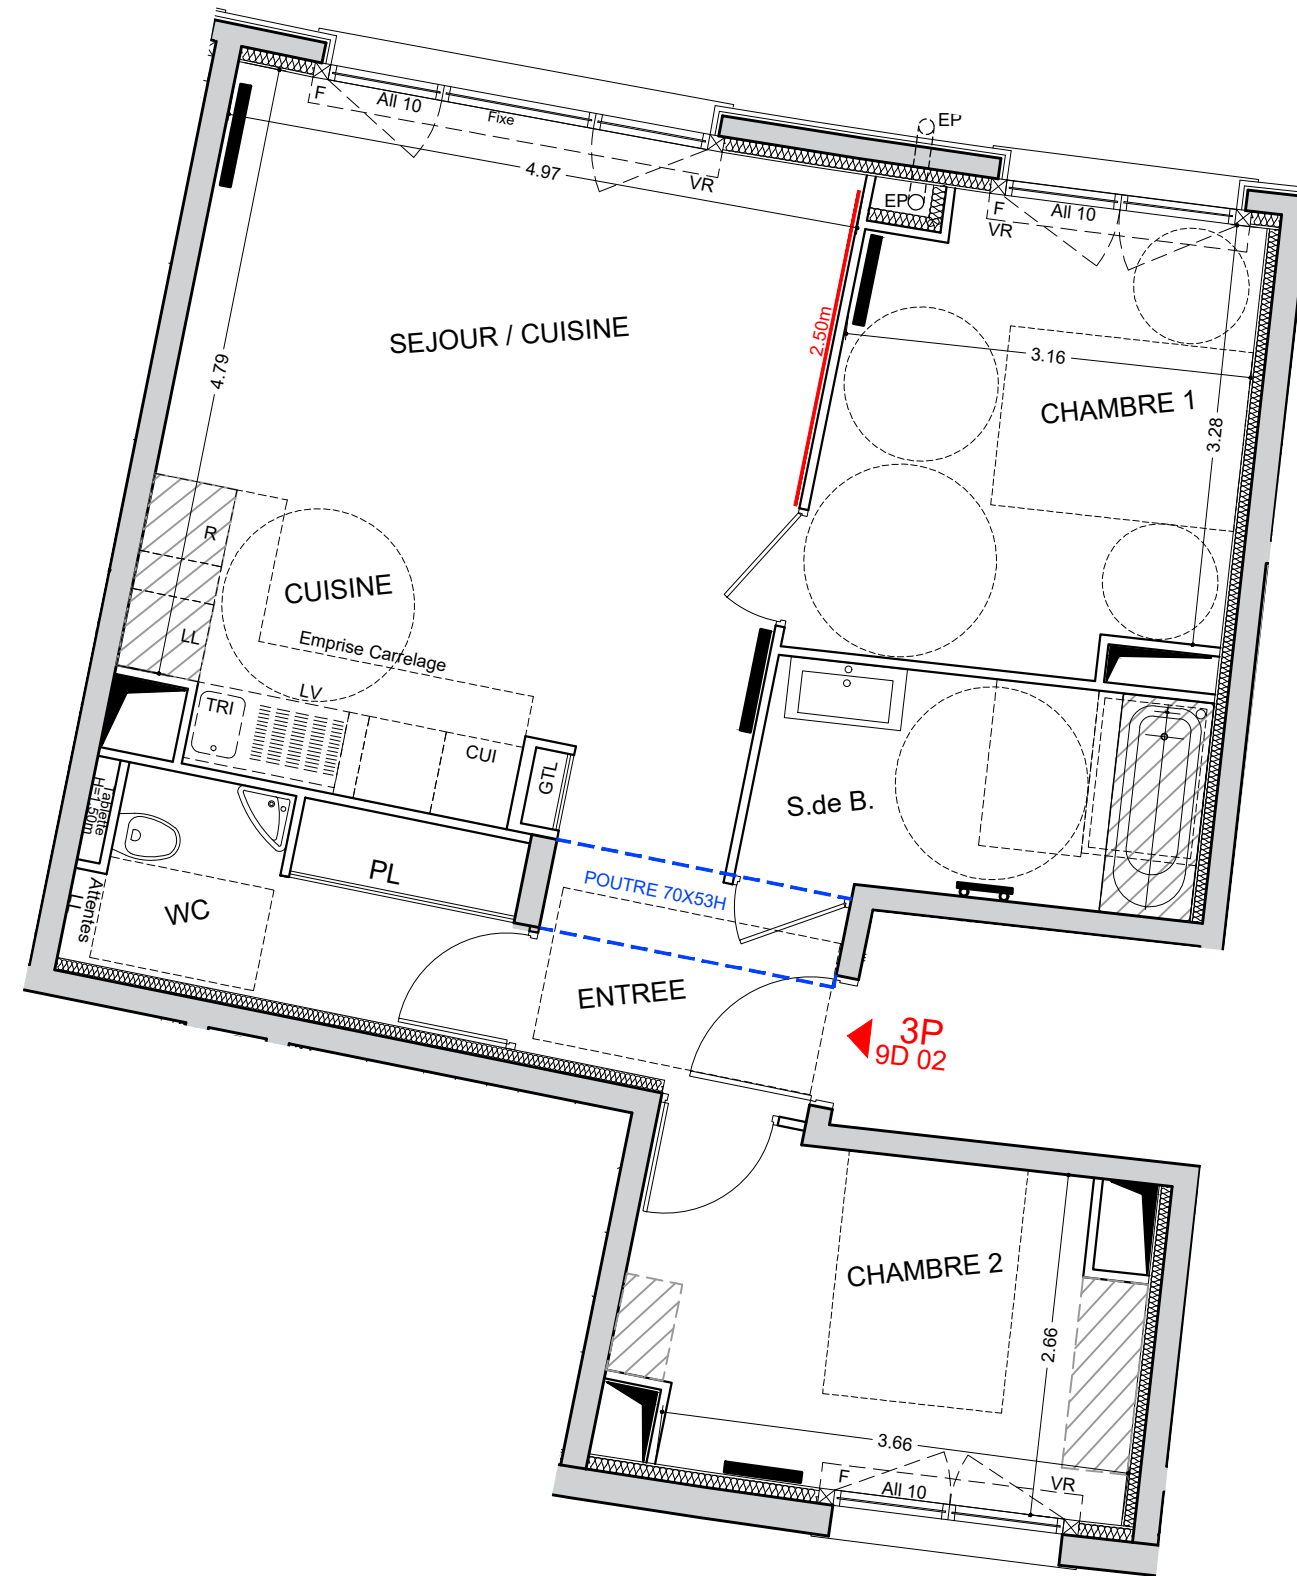 EP
F
All 10
Fixe
VR
4.97
EP
F
All 10
VR
2.50m
SEJOUR / CUISINE
4.79
3.16
CHAMBRE 1
3.28
R
CUISINE
LL
Emprise Carrelage
LV
TRI
CUI
GTL
S.de B.
Tablette
H=1.50m
PL
POUTRE 70X53H
WC
Attentes
LL
ENTREE
3P
9D 02
CHAMBRE 2
2.66
3.66
F
All 10
VR